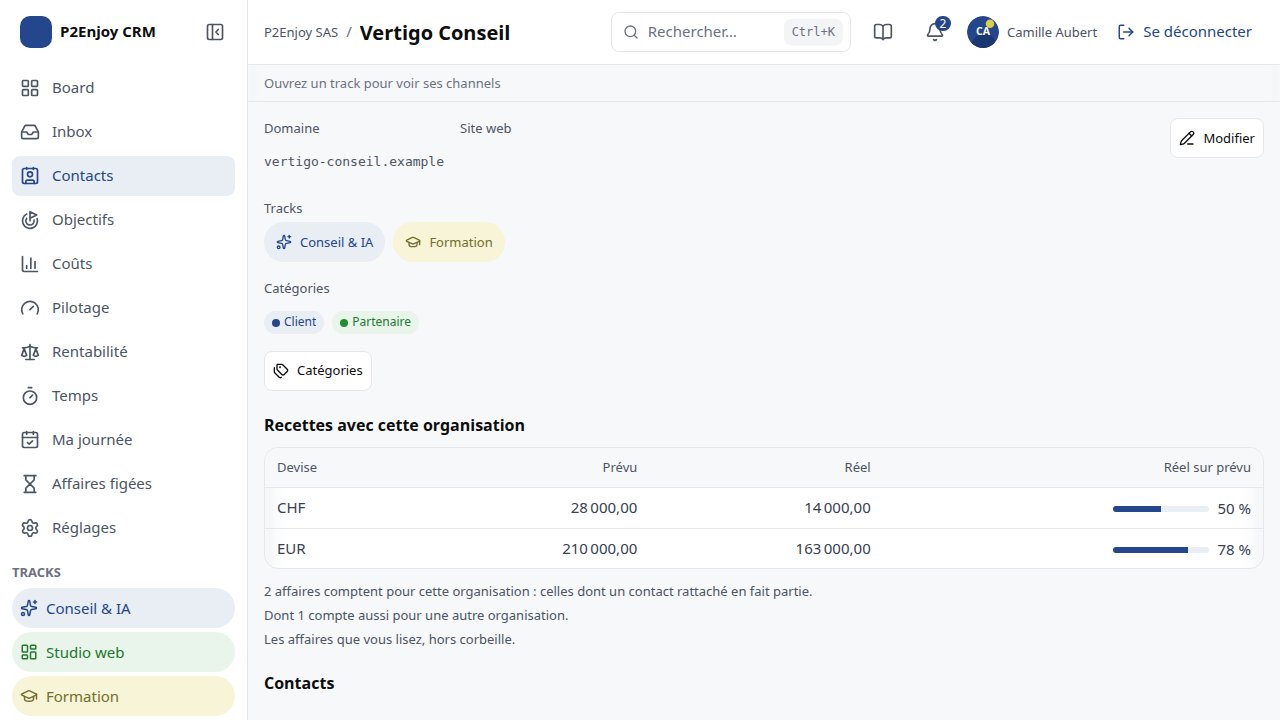 P2Enjoy CRM
Board
Inbox
Contacts
Objectifs
Coûts
Pilotage
Rentabilité
Temps
Ma journée
Affaires figées
Réglages
TRACKS
Conseil & IA
Studio web
Formation
P2Enjoy SAS / Vertigo Conseil
Rechercher... Ctrl+K
2
CA Camille Aubert
Se déconnecter
Ouvrez un track pour voir ses channels
Domaine Site web
Modifier
vertigo-conseil.example
Tracks
Conseil & IA Formation
Catégories
Client Partenaire
Catégories
Recettes avec cette organisation
Devise Prévu Réel Réel sur prévu
CHF 28 000,00 14 000,00 50 %
EUR 210 000,00 163 000,00 78 %
2 affaires comptent pour cette organisation : celles dont un contact rattaché en fait partie.
Dont 1 compte aussi pour une autre organisation.
Les affaires que vous lisez, hors corbeille.
Contacts